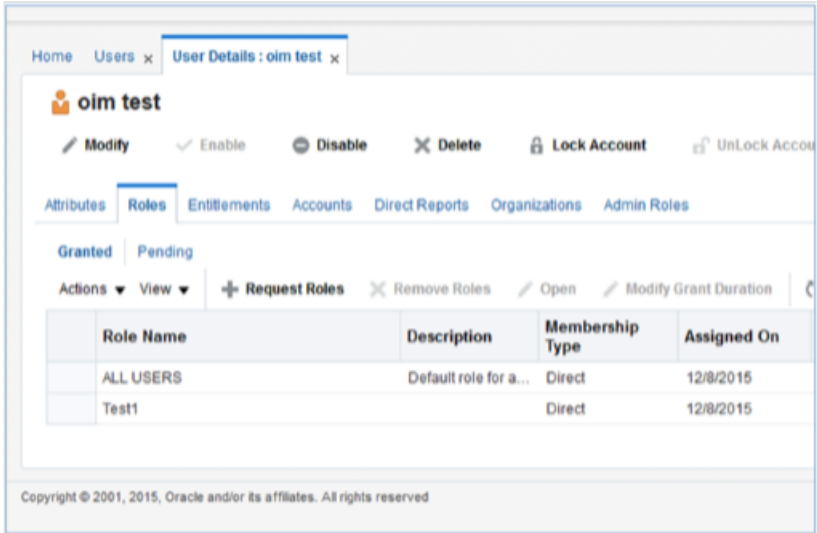 Home Users x User Details : oim test x
oim test
Modify Enable Disable Delete Lock Account UnLock Accou
Attributes Roles Entitlements Accounts Direct Reports Organizations Admin Roles
Granted Pending
Actions View Request Roles Remove Roles Open Modify Grant Duration
Role Name Description Membership Type Assigned On
ALL USERS Default role for a... Direct 12/8/2015
Test1 Direct 12/8/2015
Copyright © 2001, 2015, Oracle and/or its affiliates. All rights reserved